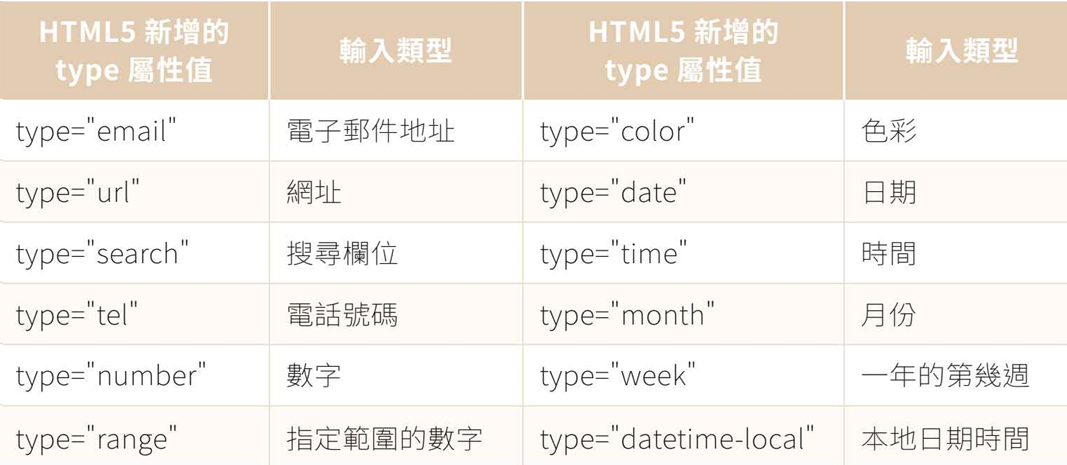 HTML5 新增的
type 屬性值
輸入類型
HTML5 新增的
type 屬性值
輸入類型
type="email" 電子郵件地址 type="color" 色彩
type="url" 網址 type="date" 日期
type="search" 搜尋欄位 type="time" 時間
type="tel" 電話號碼 type="month" 月份
type="number" 數字 type="week" 一年的第幾週
type="range" 指定範圍的數字 type="datetime-local" 本地日期時間